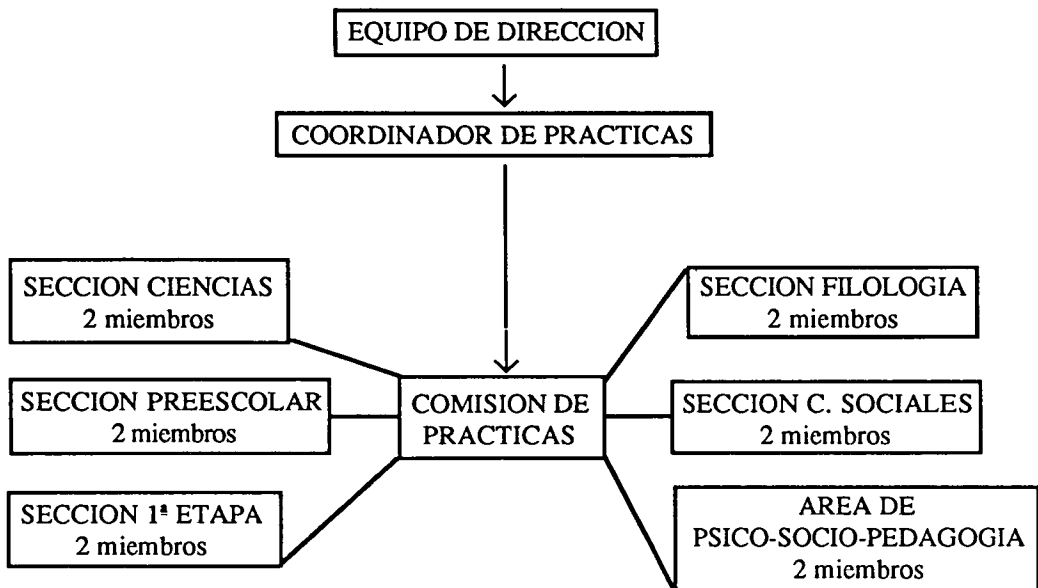 EQUIPO DE DIRECCION
COORDINADOR DE PRACTICAS
SECCION CIENCIAS
2 miembros
SECCION FILOLOGIA
2 miembros
SECCION PREESCOLAR
2 miembros
COMISION DE
PRACTICAS
SECCION C. SOCIALES
2 miembros
SECCION 1ª ETAPA
2 miembros
AREA DE
PSICO-SOCIO-PEDAGOGIA
2 miembros